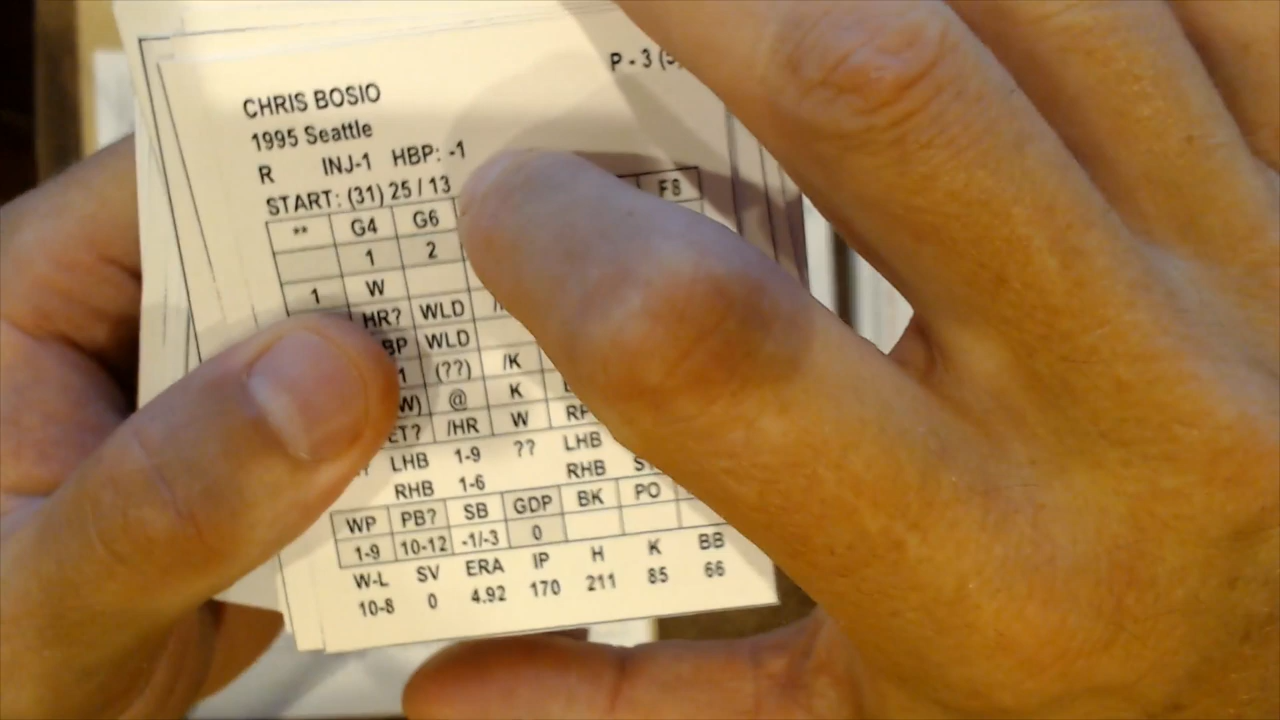 P - 3
CHRIS BOSIO
1995 Seattle
R INJ-1 HBP: -1
START: (31) 25 / 13
** G4 G6 F8
1 2
1 W
HR? WLD
BP WLD
1 (??) /K
W) @ K
ET? /HR W
LHB 1-9 ?? LHB
RHB 1-6 RHB
WP PB? SB GDP BK PO
1-9 10-12 -1/-3 0
W-L SV ERA IP H K BB
10-8 0 4.92 170 211 85 66